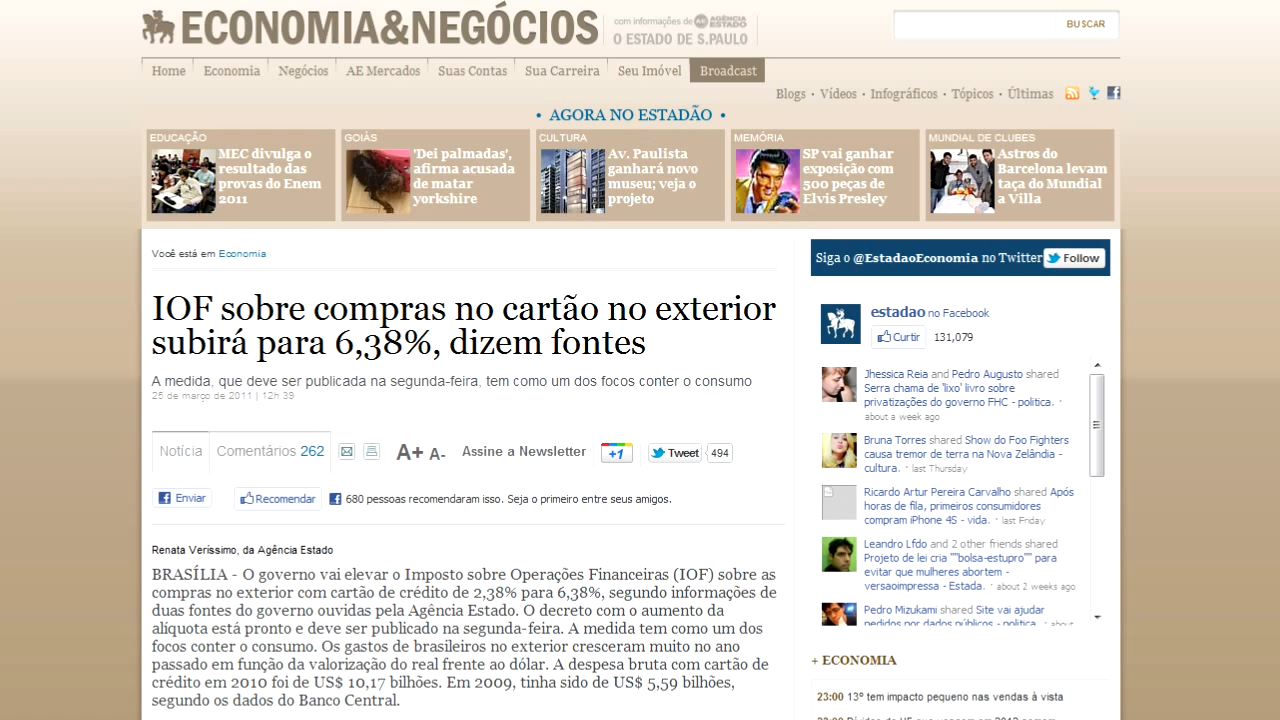 ECONOMIA&NEGÓCIOS
com informações de AE AGÊNCIA ESTADO
O ESTADO DE S.PAULO
BUSCAR
Home Economia Negócios AE Mercados Suas Contas Sua Carreira Seu Imóvel Broadcast
Blogs • Vídeos • Infográficos • Tópicos • Últimas
• AGORA NO ESTADÃO •
EDUCAÇÃO
MEC divulga o
resultado das
provas do Enem
2011
GOIÁS
'Dei palmadas',
afirma acusada
de matar
yorkshire
CULTURA
Av. Paulista
ganhará novo
museu; veja o
projeto
MEMÓRIA
SP vai ganhar
exposição com
500 peças de
Elvis Presley
MUNDIAL DE CLUBES
Astros do
Barcelona levam
taça do Mundial
a Villa
Você está em Economia
IOF sobre compras no cartão no exterior
subirá para 6,38%, dizem fontes
A medida, que deve ser publicada na segunda-feira, tem como um dos focos conter o consumo
25 de março de 2011 | 12h 39
Notícia Comentários 262 A+ A- Assine a Newsletter +1 Tweet 494
Enviar Recomendar 680 pessoas recomendaram isso. Seja o primeiro entre seus amigos.
Renata Veríssimo, da Agência Estado
BRASÍLIA - O governo vai elevar o Imposto sobre Operações Financeiras (IOF) sobre as
compras no exterior com cartão de crédito de 2,38% para 6,38%, segundo informações de
duas fontes do governo ouvidas pela Agência Estado. O decreto com o aumento da
alíquota está pronto e deve ser publicado na segunda-feira. A medida tem como um dos
focos conter o consumo. Os gastos de brasileiros no exterior cresceram muito no ano
passado em função da valorização do real frente ao dólar. A despesa bruta com cartão de
crédito em 2010 foi de US$ 10,17 bilhões. Em 2009, tinha sido de US$ 5,59 bilhões,
segundo os dados do Banco Central.
Siga o @EstadaoEconomia no Twitter Follow
estadao no Facebook
Curtir 131,079
Jhessica Reia and Pedro Augusto shared
Serra chama de 'lixo' livro sobre
privatizações do governo FHC - politica. ·
about a week ago
Bruna Torres shared Show do Foo Fighters
causa tremor de terra na Nova Zelândia -
cultura. · last Thursday
Ricardo Artur Pereira Carvalho shared Após
horas de fila, primeiros consumidores
compram iPhone 4S - vida. · last Friday
Leandro Lfdo and 2 other friends shared
Projeto de lei cria ""bolsa-estupro"" para
evitar que mulheres abortem -
versaoimpressa - Estada. · about 2 weeks ago
Pedro Mizukami shared Site vai ajudar
pedidos por dados públicos - politica. · about
+ ECONOMIA
23:00 13º tem impacto pequeno nas vendas à vista